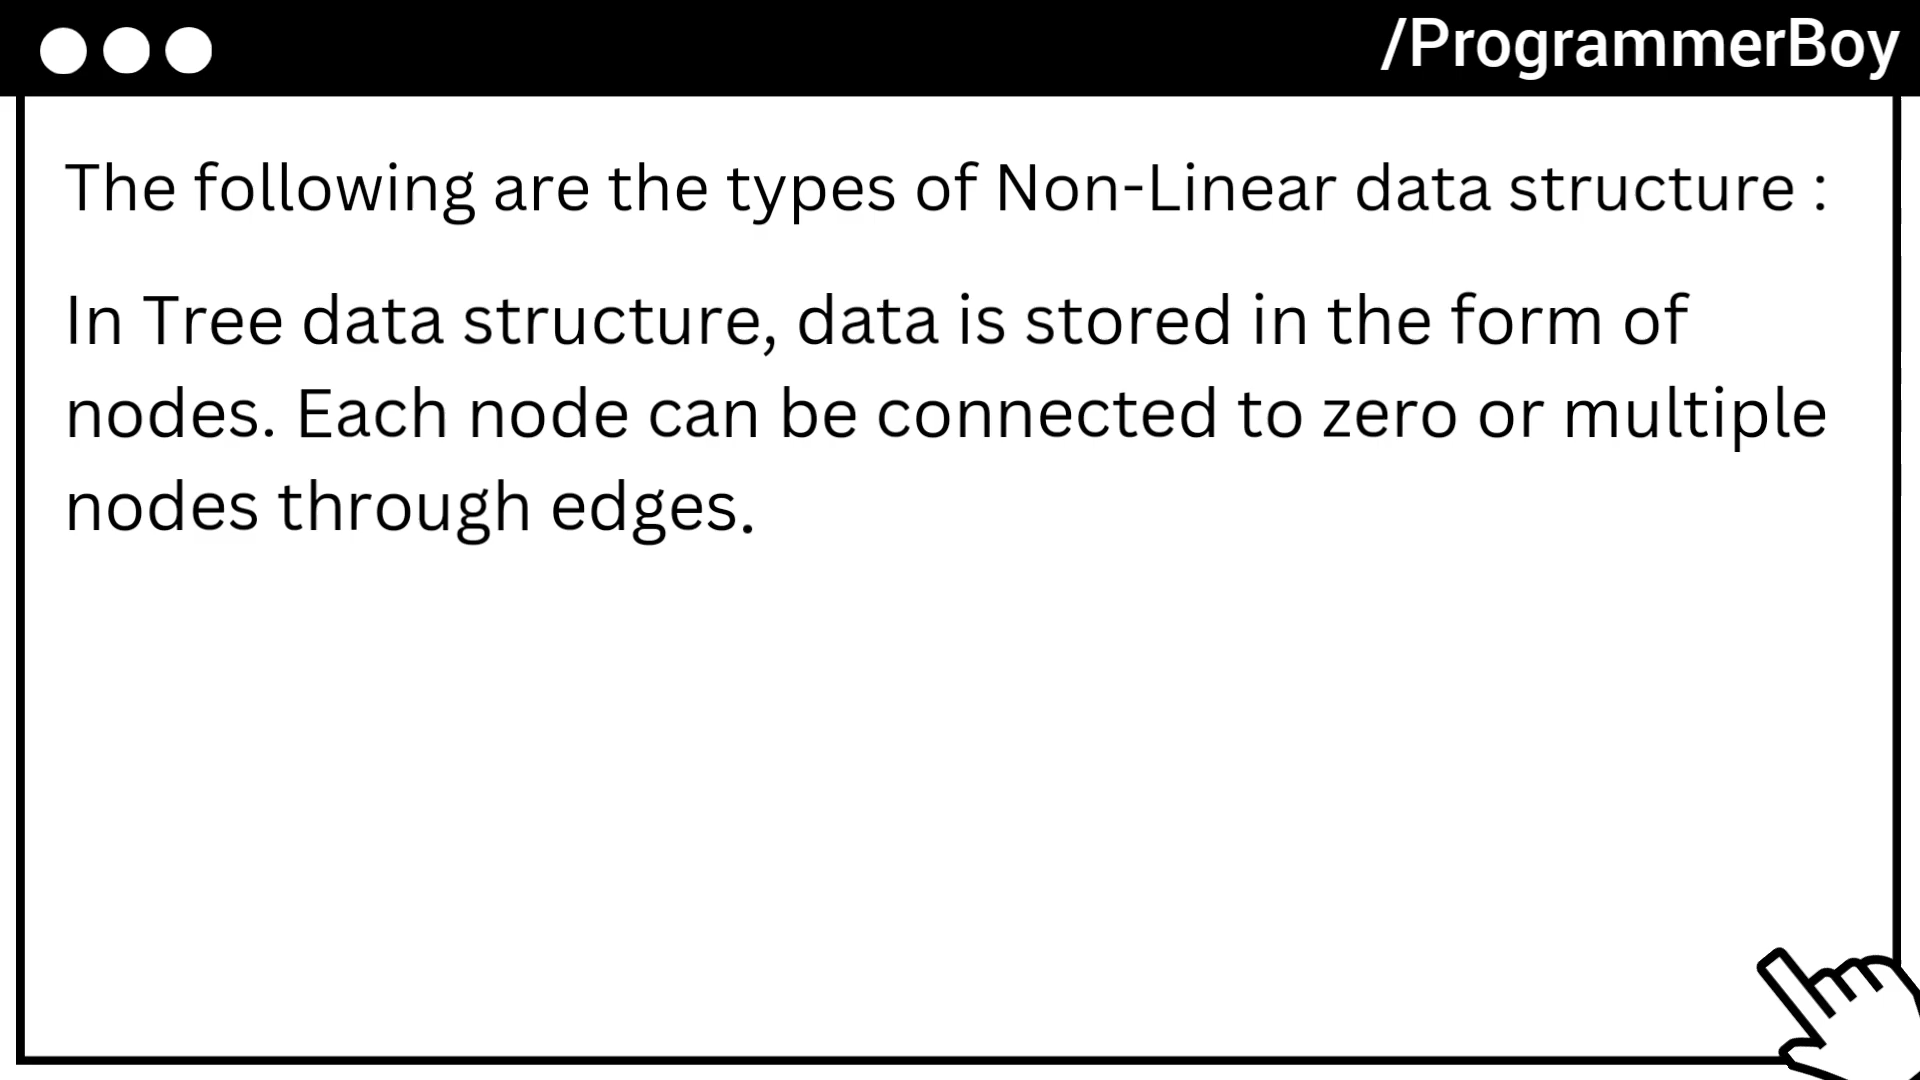 /ProgrammerBoy
The following are the types of Non-Linear data structure :
In Tree data structure, data is stored in the form of
nodes. Each node can be connected to zero or multiple
nodes through edges.